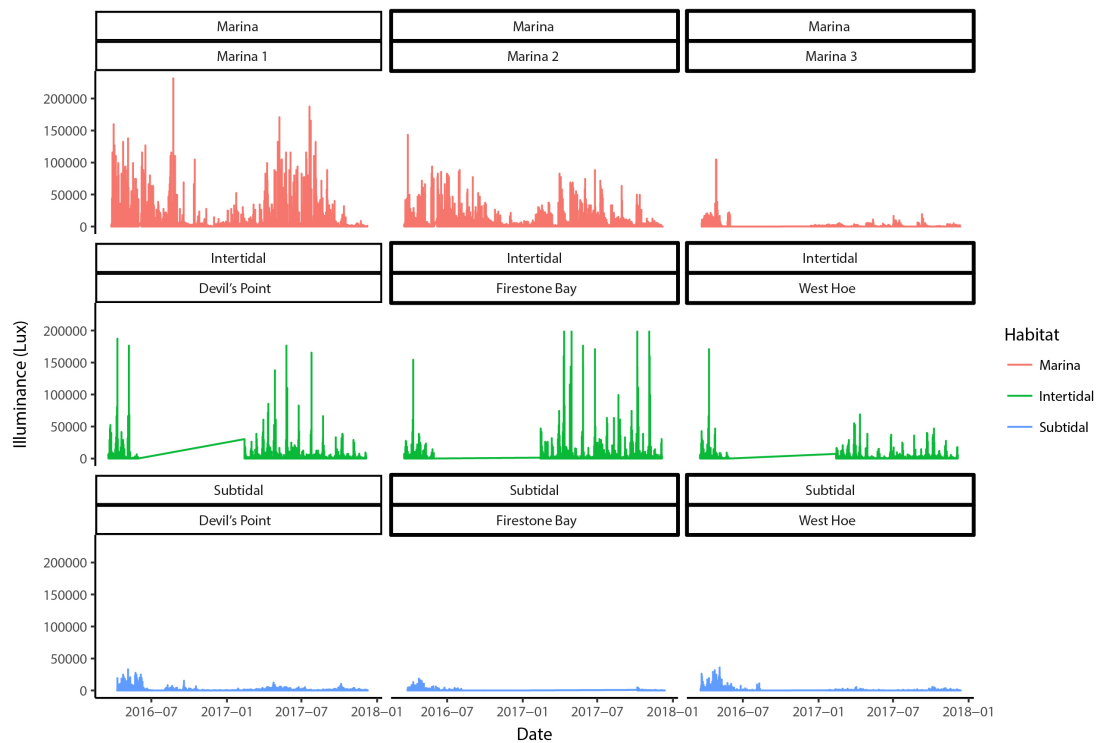 Marina Marina Marina
Marina 1 Marina 2 Marina 3
200000
150000
100000
50000
0
Intertidal Intertidal Intertidal
Devil's Point Firestone Bay West Hoe
200000
150000
100000
50000
0
Illuminance (Lux)
Habitat
Marina
Intertidal
Subtidal
Subtidal Subtidal Subtidal
Devil's Point Firestone Bay West Hoe
200000
150000
100000
50000
0
2016–07 2017–01 2017–07 2018–01 2016–07 2017–01 2017–07 2018–01 2016–07 2017–01 2017–07 2018–01
Date